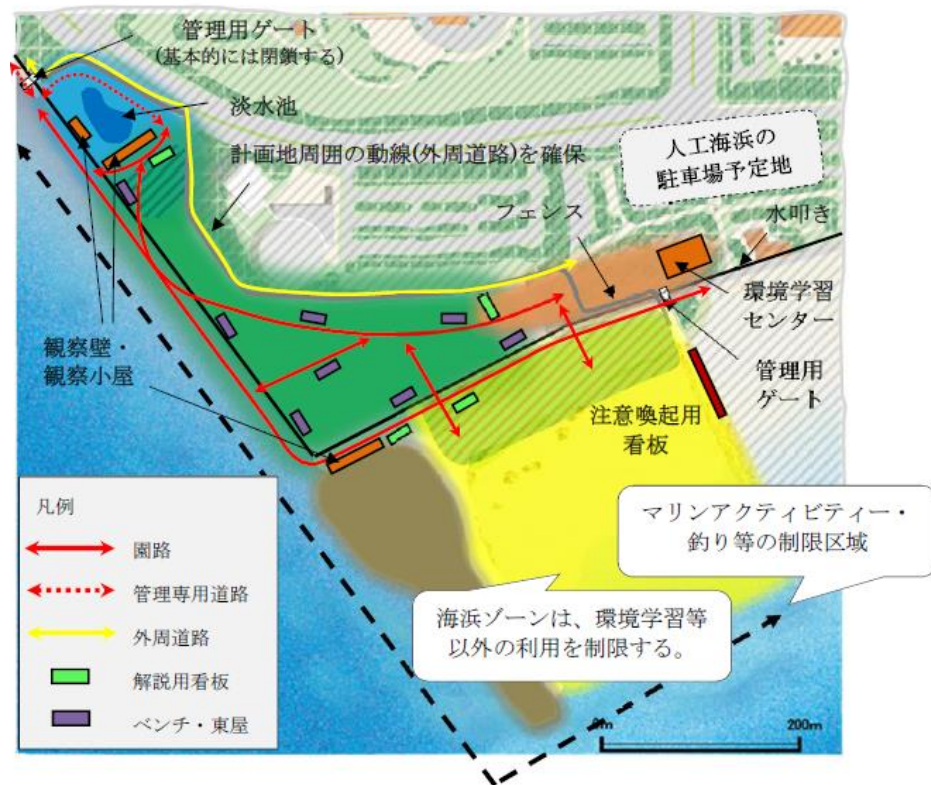 管理用ゲート
(基本的には閉鎖する)
淡水池
計画地周囲の動線(外周道路)を確保
人工海浜の
駐車場予定地
フェンス
水叩き
環境学習
センター
観察壁・
観察小屋
管理用
ゲート
注意喚起用
看板
マリンアクティビティー・
釣り等の制限区域
海浜ゾーンは、環境学習等
以外の利用を制限する。
凡例
園路
管理専用道路
外周道路
解説用看板
ベンチ・東屋
0m
200m